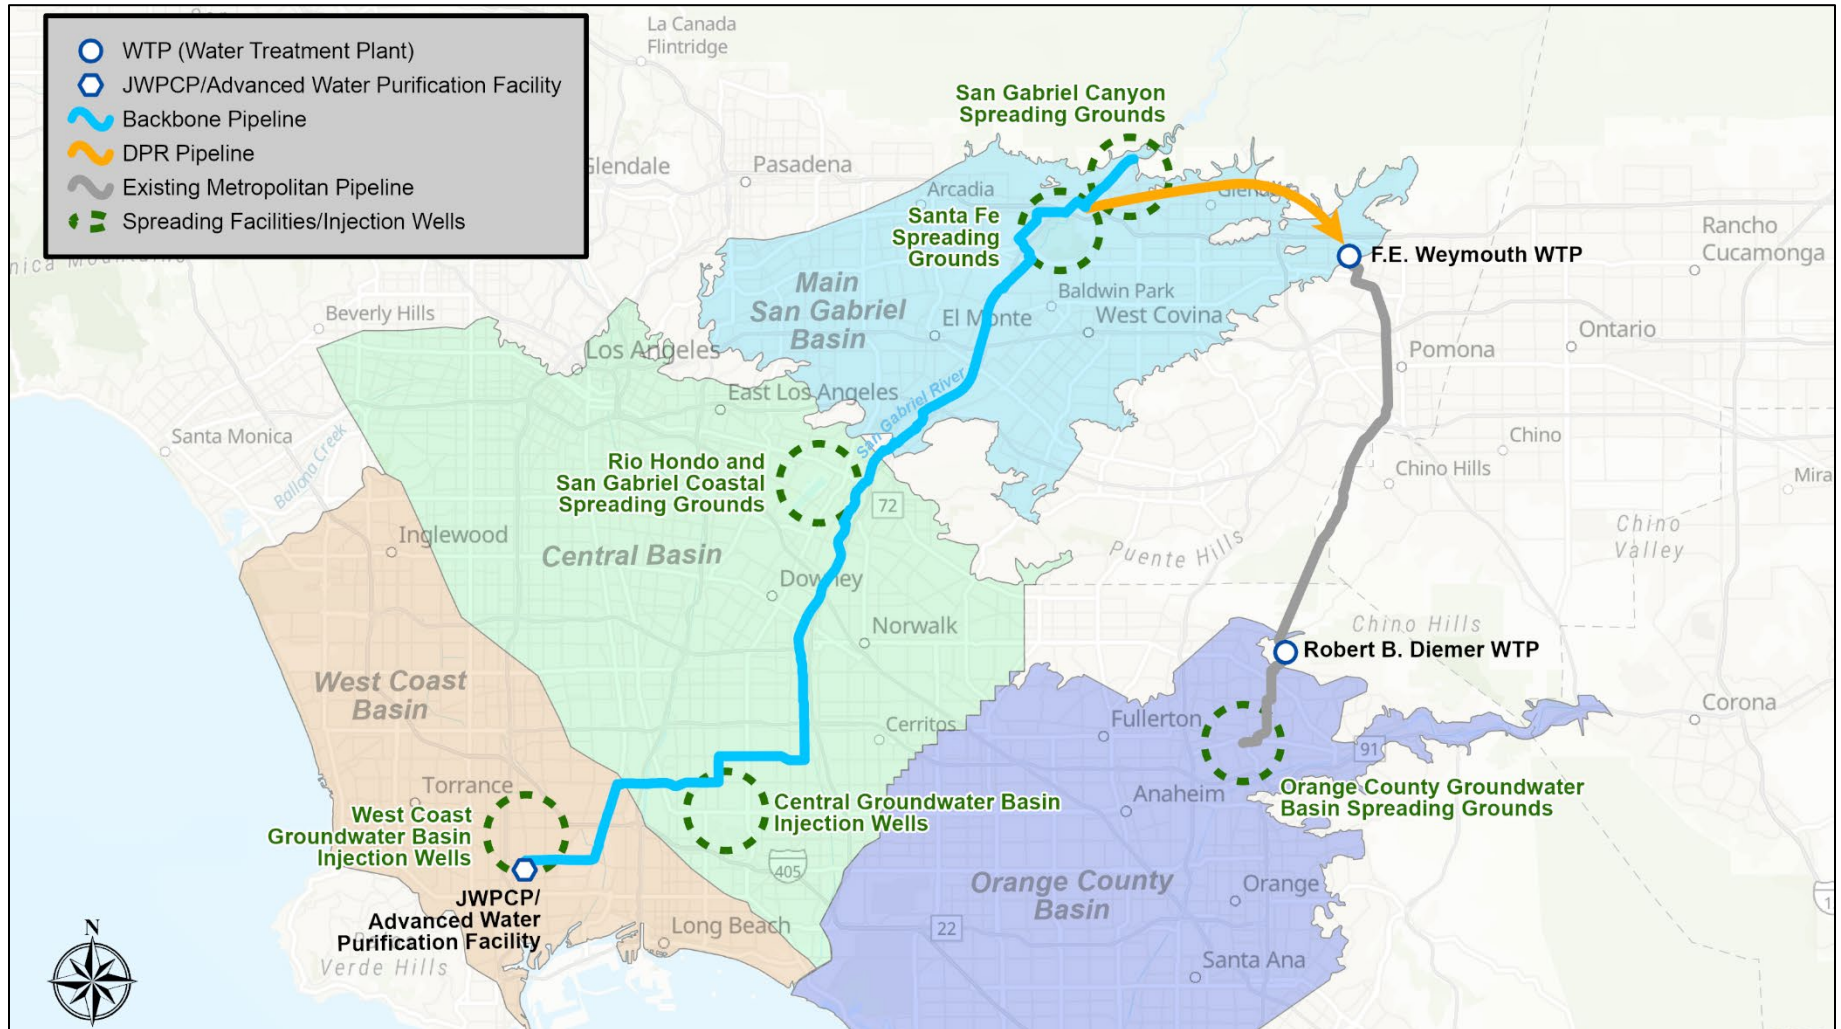 WTP (Water Treatment Plant)
JWPCP/Advanced Water Purification Facility
Backbone Pipeline
DPR Pipeline
Existing Metropolitan Pipeline
Spreading Facilities/Injection Wells
La Canada
Flintridge
San Gabriel Canyon
Spreading Grounds
Glendale
Pasadena
Arcadia
Santa Fe
Spreading
Grounds
F.E. Weymouth WTP
Rancho
Cucamonga
Main
San Gabriel
Basin
Baldwin Park
El Monte
West Covina
Beverly Hills
Los Angeles
Ontario
Pomona
East Los Angeles
San Gabriel River
Santa Monica
Ballona Creek
Chino
Chino Hills
Rio Hondo and
San Gabriel Coastal
Spreading Grounds
72
Inglewood
Central Basin
Puente Hills
Chino
Valley
Downey
Norwalk
Chino Hills
Robert B. Diemer WTP
West Coast
Basin
Cerritos
Fullerton
Corona
91
Torrance
Anaheim
Orange County Groundwater
Basin Spreading Grounds
West Coast
Groundwater Basin
Injection Wells
Central Groundwater Basin
Injection Wells
405
Orange County
Basin
Orange
JWPCP/
Advanced Water
Purification Facility
Long Beach
22
Verde Hills
Santa Ana
N